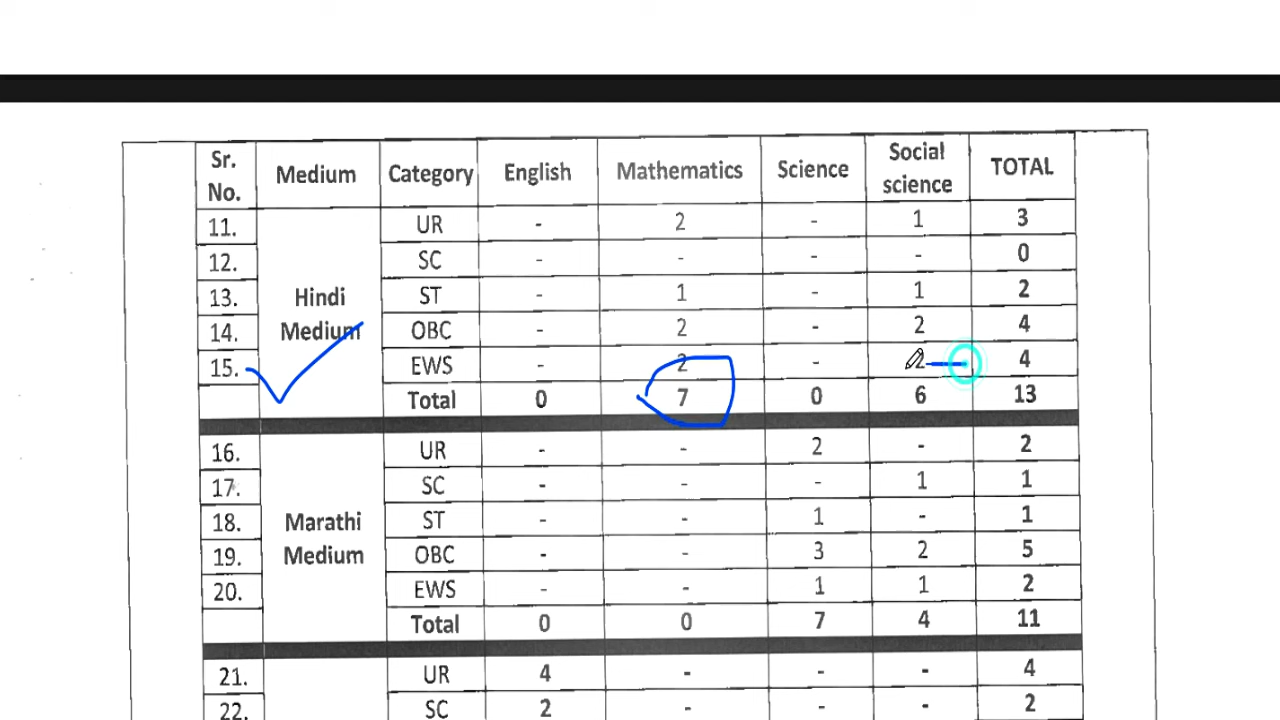 Sr. No. Medium Category English Mathematics Science Social science TOTAL
11. UR - 2 - 1 3
12. SC - - - - 0
13. Hindi ST - 1 - 1 2
14. Medium OBC - 2 - 2 4
15. EWS - 2 - 2 4
Total 0 7 0 6 13
16. UR - - 2 - 2
17. SC - - - 1 1
18. Marathi ST - - 1 - 1
19. Medium OBC - - 3 2 5
20. EWS - - 1 1 2
Total 0 0 7 4 11
21. UR 4 - - - 4
22. SC 2 - - - 2